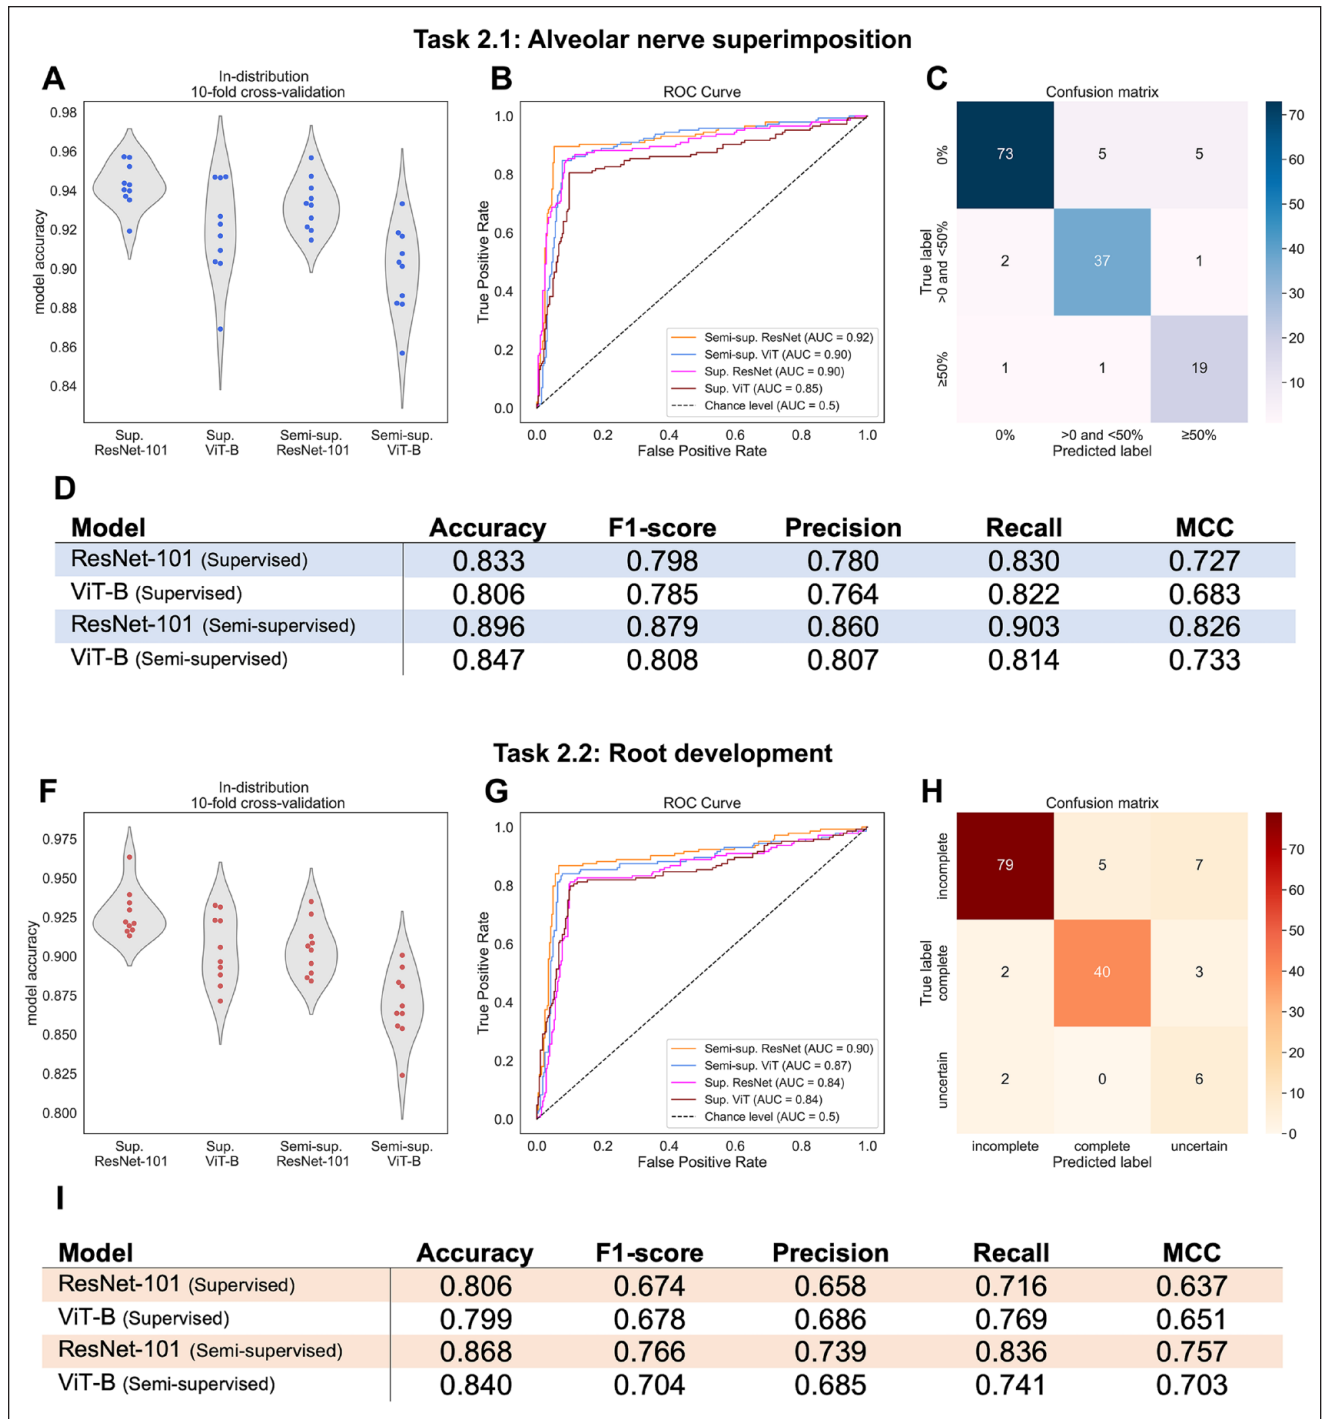 Task 2.1: Alveolar nerve superimposition
A
In-distribution
10-fold cross-validation
0.98
0.96
0.94
0.92
0.90
0.88
0.86
0.84
model accuracy
Sup.
ResNet-101
Sup.
ViT-B
Semi-sup.
ResNet-101
Semi-sup.
ViT-B
B
ROC Curve
1.0
0.8
0.6
0.4
0.2
0.0
True Positive Rate
Semi-sup. ResNet (AUC = 0.92)
Semi-sup. ViT (AUC = 0.90)
Sup. ResNet (AUC = 0.90)
Sup. ViT (AUC = 0.85)
Chance level (AUC = 0.5)
0.0 0.2 0.4 0.6 0.8 1.0
False Positive Rate
C
Confusion matrix
True label
0%
>0 and <50%
≥50%
73 5 5
2 37 1
1 1 19
0% >0 and <50% ≥50%
Predicted label
70
60
50
40
30
20
10
D
Model Accuracy F1-score Precision Recall MCC
ResNet-101 (Supervised) 0.833 0.798 0.780 0.830 0.727
ViT-B (Supervised) 0.806 0.785 0.764 0.822 0.683
ResNet-101 (Semi-supervised) 0.896 0.879 0.860 0.903 0.826
ViT-B (Semi-supervised) 0.847 0.808 0.807 0.814 0.733
Task 2.2: Root development
F
In-distribution
10-fold cross-validation
0.975
0.950
0.925
0.900
0.875
0.850
0.825
0.800
model accuracy
Sup.
ResNet-101
Sup.
ViT-B
Semi-sup.
ResNet-101
Semi-sup.
ViT-B
G
ROC Curve
1.0
0.8
0.6
0.4
0.2
0.0
True Positive Rate
Semi-sup. ResNet (AUC = 0.90)
Semi-sup. ViT (AUC = 0.87)
Sup. ResNet (AUC = 0.84)
Sup. ViT (AUC = 0.84)
Chance level (AUC = 0.5)
0.0 0.2 0.4 0.6 0.8 1.0
False Positive Rate
H
Confusion matrix
True label
incomplete
complete
uncertain
79 5 7
2 40 3
2 0 6
incomplete complete uncertain
Predicted label
70
60
50
40
30
20
10
0
I
Model Accuracy F1-score Precision Recall MCC
ResNet-101 (Supervised) 0.806 0.674 0.658 0.716 0.637
ViT-B (Supervised) 0.799 0.678 0.686 0.769 0.651
ResNet-101 (Semi-supervised) 0.868 0.766 0.739 0.836 0.757
ViT-B (Semi-supervised) 0.840 0.704 0.685 0.741 0.703